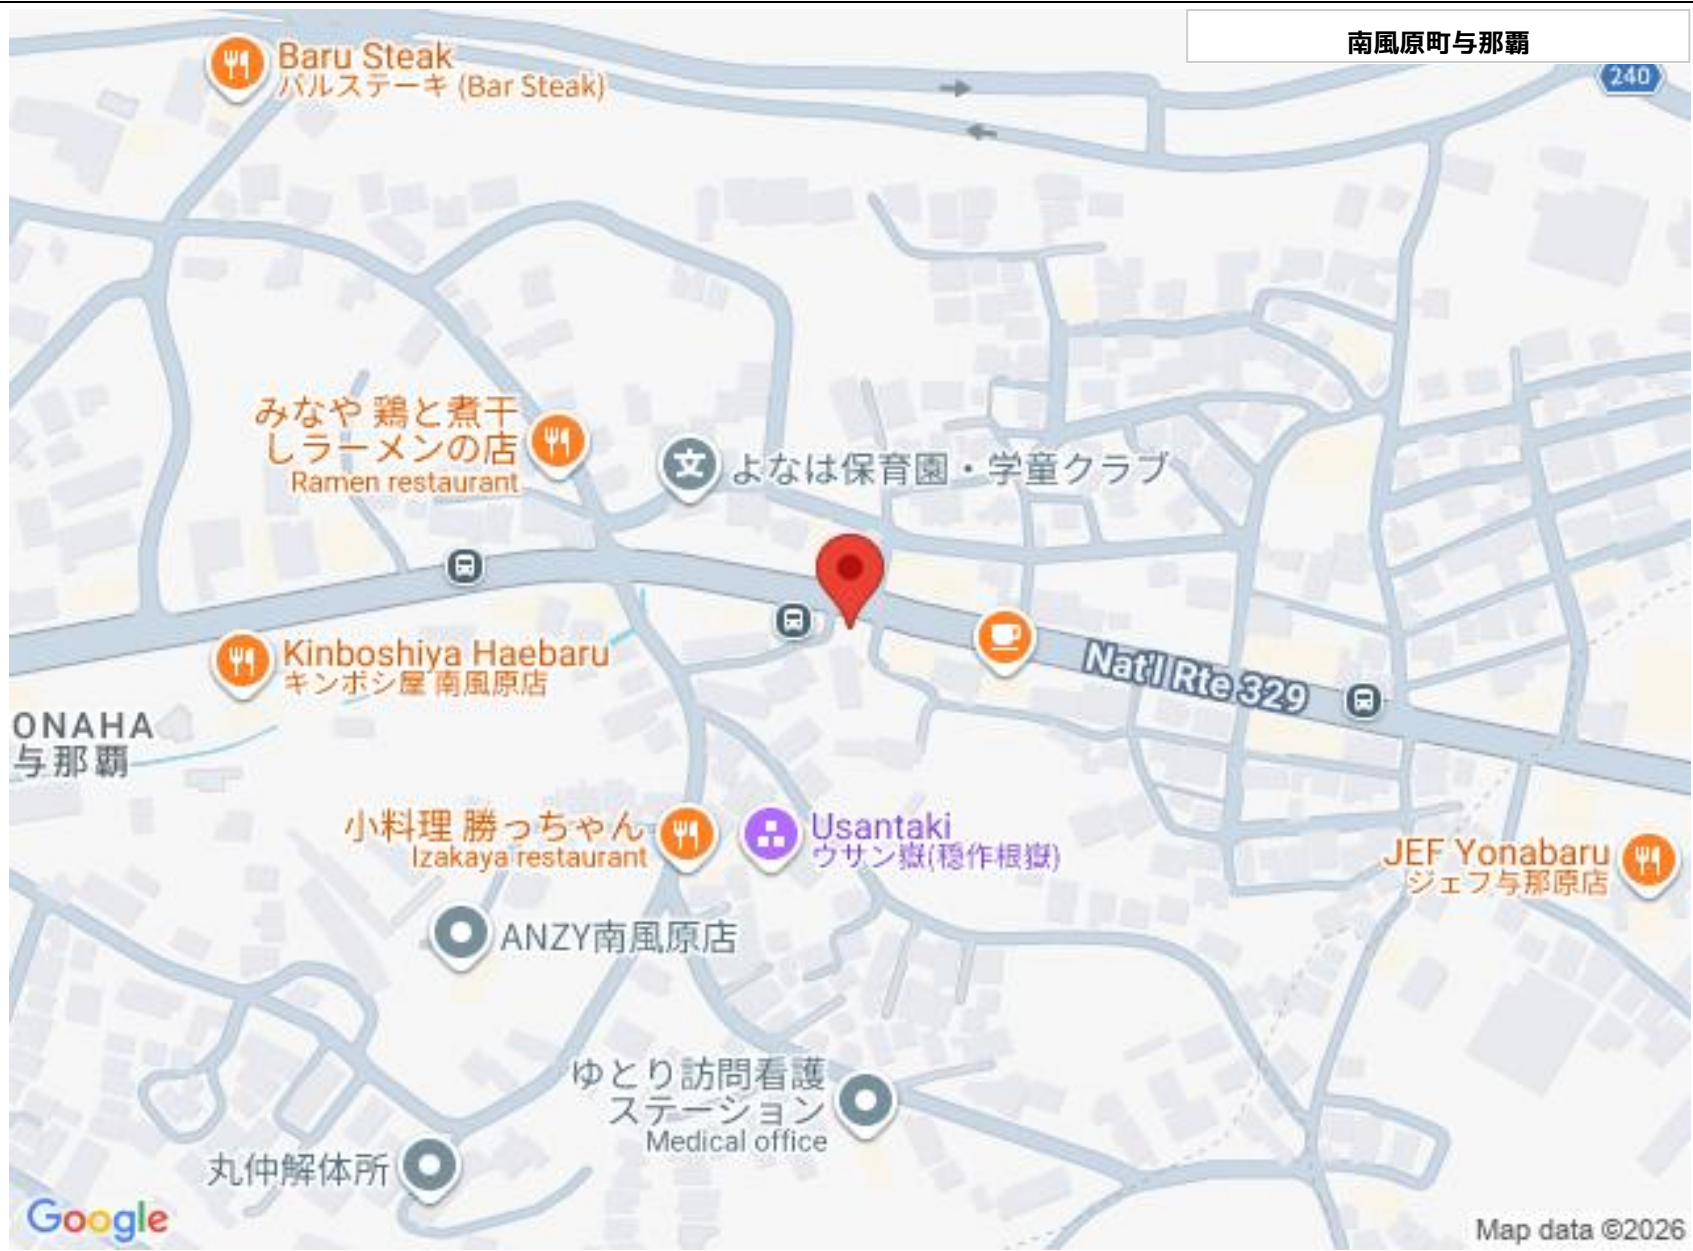 南風原町与那覇
240
Baru Steak
バルステーキ (Bar Steak)
みなや 鶏と煮干
しラーメンの店
Ramen restaurant
よなは保育園・学童クラブ
Kinboshiya Haebaru
キンボシ屋 南風原店
Nat'l Rte 329
ONAHA
与那覇
小料理 勝っちゃん
Izakaya restaurant
Usantaki
ウサン嶽(穏作根嶽)
JEF Yonabaru
ジェフ与那原店
ANZY南風原店
ゆとり訪問看護
ステーション
Medical office
丸仲解体所
Google
Map data ©2026